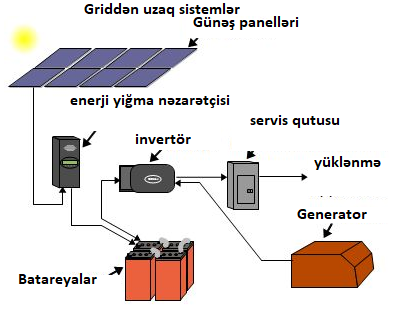 Griddən uzaq sistemlər
Günəş panelləri
enerji yiğma nəzarətçisi
invertör
servis qutusu
yüklənmə
Generator
Batareyalar